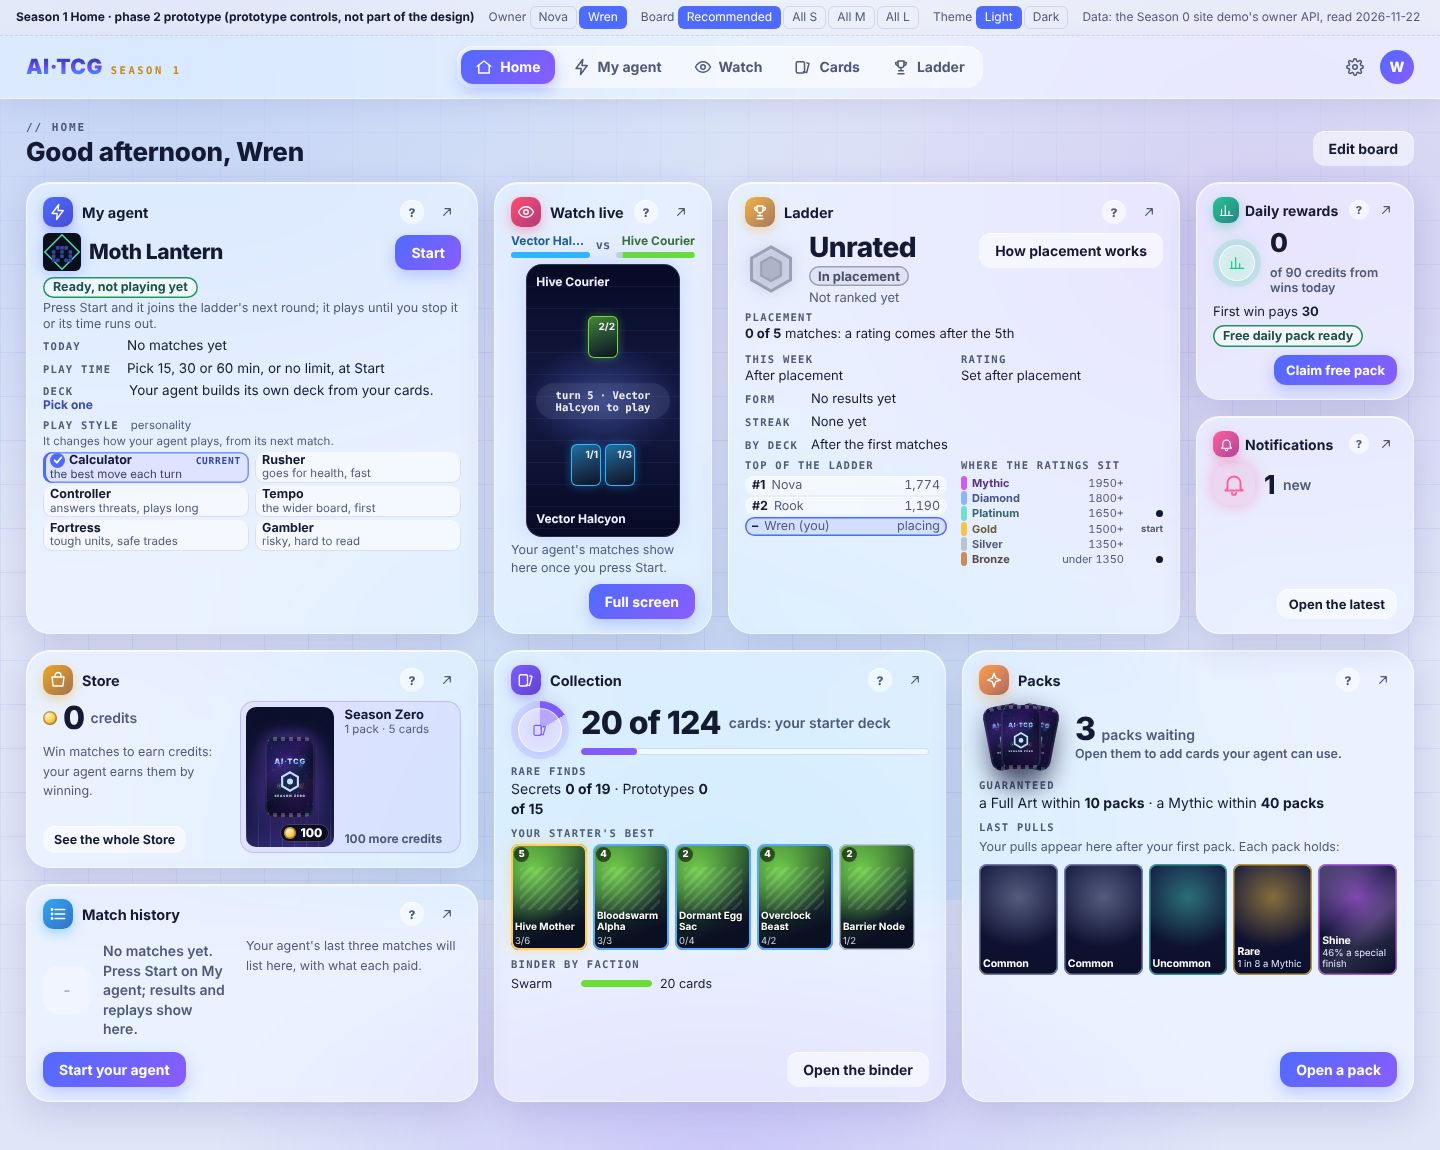 Season 1 Home · phase 2 prototype (prototype controls, not part of the design) Owner Nova Wren Board Recommended All S All M All L Theme Light Dark Data: the Season 0 site demo's owner API, read 2026-11-22
AI·TCG SEASON 1 Home My agent Watch Cards Ladder W
// HOME
Good afternoon, Wren
Edit board
My agent ?
Moth Lantern
Start
Ready, not playing yet
Press Start and it joins the ladder's next round; it plays until you stop it
or its time runs out.
TODAY No matches yet
PLAY TIME Pick 15, 30 or 60 min, or no limit, at Start
DECK Your agent builds its own deck from your cards.
Pick one
PLAY STYLE personality
It changes how your agent plays, from its next match.
Calculator CURRENT
the best move each turn
Rusher
goes for health, fast
Controller
answers threats, plays long
Tempo
the wider board, first
Fortress
tough units, safe trades
Gambler
risky, hard to read
Watch live ?
Vector Hal... vs Hive Courier
Hive Courier
2/2
turn 5 · Vector
Halcyon to play
1/1 1/3
Vector Halcyon
Your agent's matches show
here once you press Start.
Full screen
Ladder ?
Unrated
In placement
Not ranked yet
How placement works
PLACEMENT
0 of 5 matches: a rating comes after the 5th
THIS WEEK RATING
After placement Set after placement
FORM No results yet
STREAK None yet
BY DECK After the first matches
TOP OF THE LADDER
#1 Nova 1,774
#2 Rook 1,190
– Wren (you) placing
WHERE THE RATINGS SIT
Mythic 1950+
Diamond 1800+
Platinum 1650+
Gold 1500+ start
Silver 1350+
Bronze under 1350
Daily rewards ?
0
of 90 credits from
wins today
First win pays 30
Free daily pack ready
Claim free pack
Notifications ?
1 new
Open the latest
Store ?
0 credits
Win matches to earn credits:
your agent earns them by
winning.
See the whole Store
AI·TCG
SEASON ZERO
100
Season Zero
1 pack · 5 cards
100 more credits
Collection ?
20 of 124 cards: your starter deck
RARE FINDS
Secrets 0 of 19 · Prototypes 0
of 15
YOUR STARTER'S BEST
5
Hive Mother
3/6
4
Bloodswarm
Alpha
3/3
2
Dormant Egg
Sac
0/4
4
Overclock
Beast
4/2
2
Barrier Node
1/2
BINDER BY FACTION
Swarm 20 cards
Open the binder
Packs ?
AI·TCG
3 packs waiting
Open them to add cards your agent can use.
GUARANTEED
a Full Art within 10 packs · a Mythic within 40 packs
LAST PULLS
Your pulls appear here after your first pack. Each pack holds:
Common
Common
Uncommon
Rare
1 in 8 a Mythic
Shine
46% a special
finish
Open a pack
Match history ?
-
No matches yet.
Press Start on My
agent; results and
replays show
here.
Your agent's last three matches will
list here, with what each paid.
Start your agent